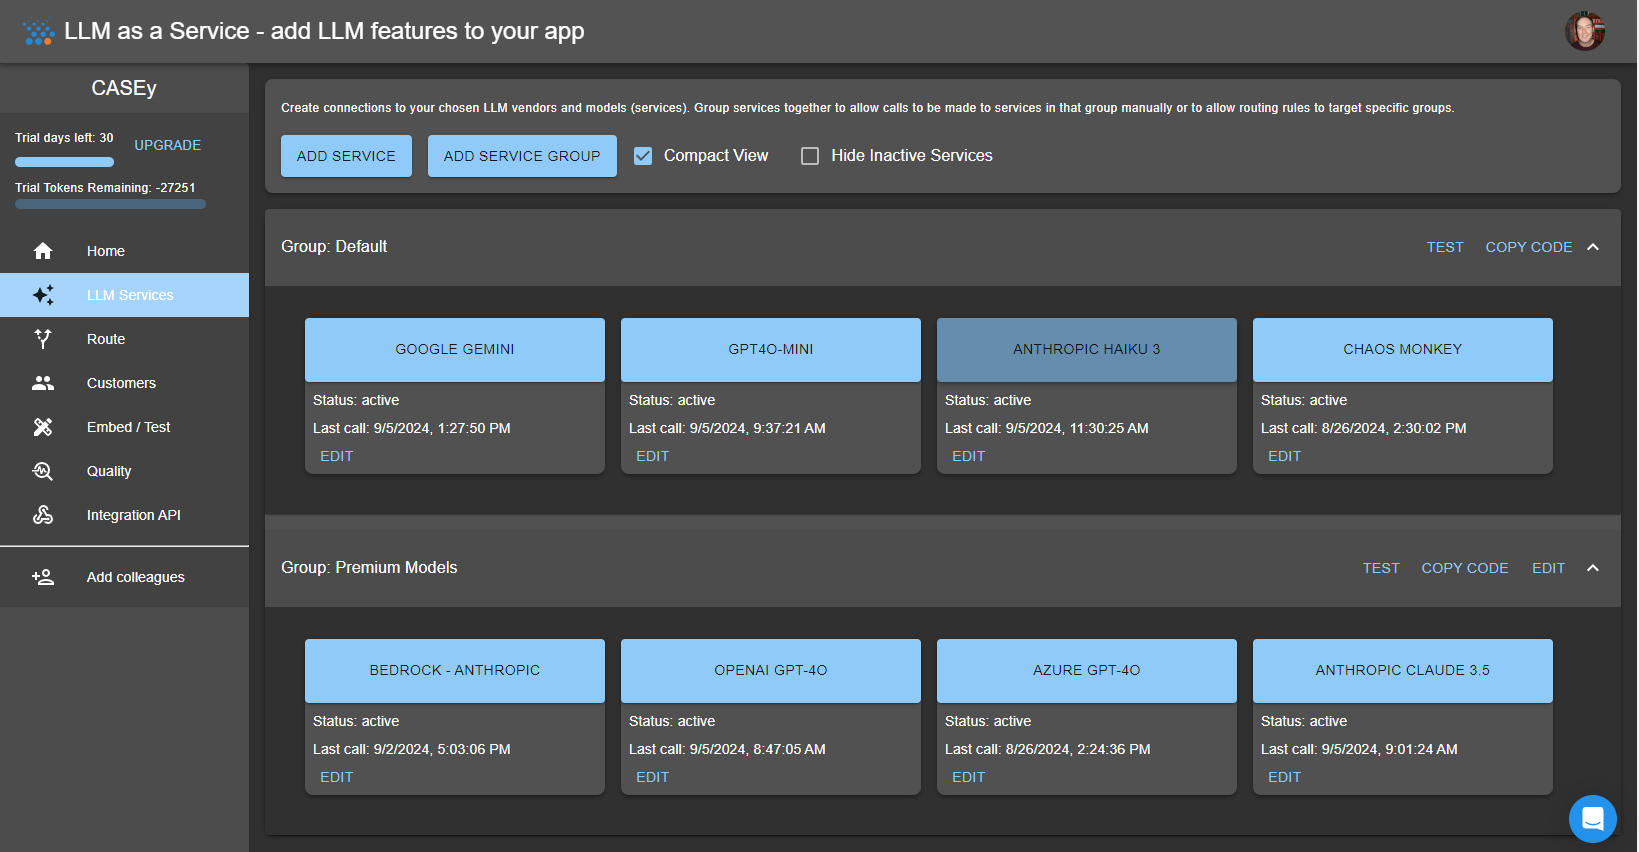 LLM as a Service - add LLM features to your app
CASEy
Trial days left: 30
UPGRADE
Trial Tokens Remaining: -27251
Home
LLM Services
Route
Customers
Embed / Test
Quality
Integration API
Add colleagues
Create connections to your chosen LLM vendors and models (services). Group services together to allow calls to be made to services in that group manually or to allow routing rules to target specific groups.
ADD SERVICE ADD SERVICE GROUP Compact View Hide Inactive Services
Group: Default TEST COPY CODE
GOOGLE GEMINI
Status: active
Last call: 9/5/2024, 1:27:50 PM
EDIT
GPT4O-MINI
Status: active
Last call: 9/5/2024, 9:37:21 AM
EDIT
ANTHROPIC HAIKU 3
Status: active
Last call: 9/5/2024, 11:30:25 AM
EDIT
CHAOS MONKEY
Status: active
Last call: 8/26/2024, 2:30:02 PM
EDIT
Group: Premium Models TEST COPY CODE EDIT
BEDROCK - ANTHROPIC
Status: active
Last call: 9/2/2024, 5:03:06 PM
EDIT
OPENAI GPT-4O
Status: active
Last call: 9/5/2024, 8:47:05 AM
EDIT
AZURE GPT-4O
Status: active
Last call: 8/26/2024, 2:24:36 PM
EDIT
ANTHROPIC CLAUDE 3.5
Status: active
Last call: 9/5/2024, 9:01:24 AM
EDIT